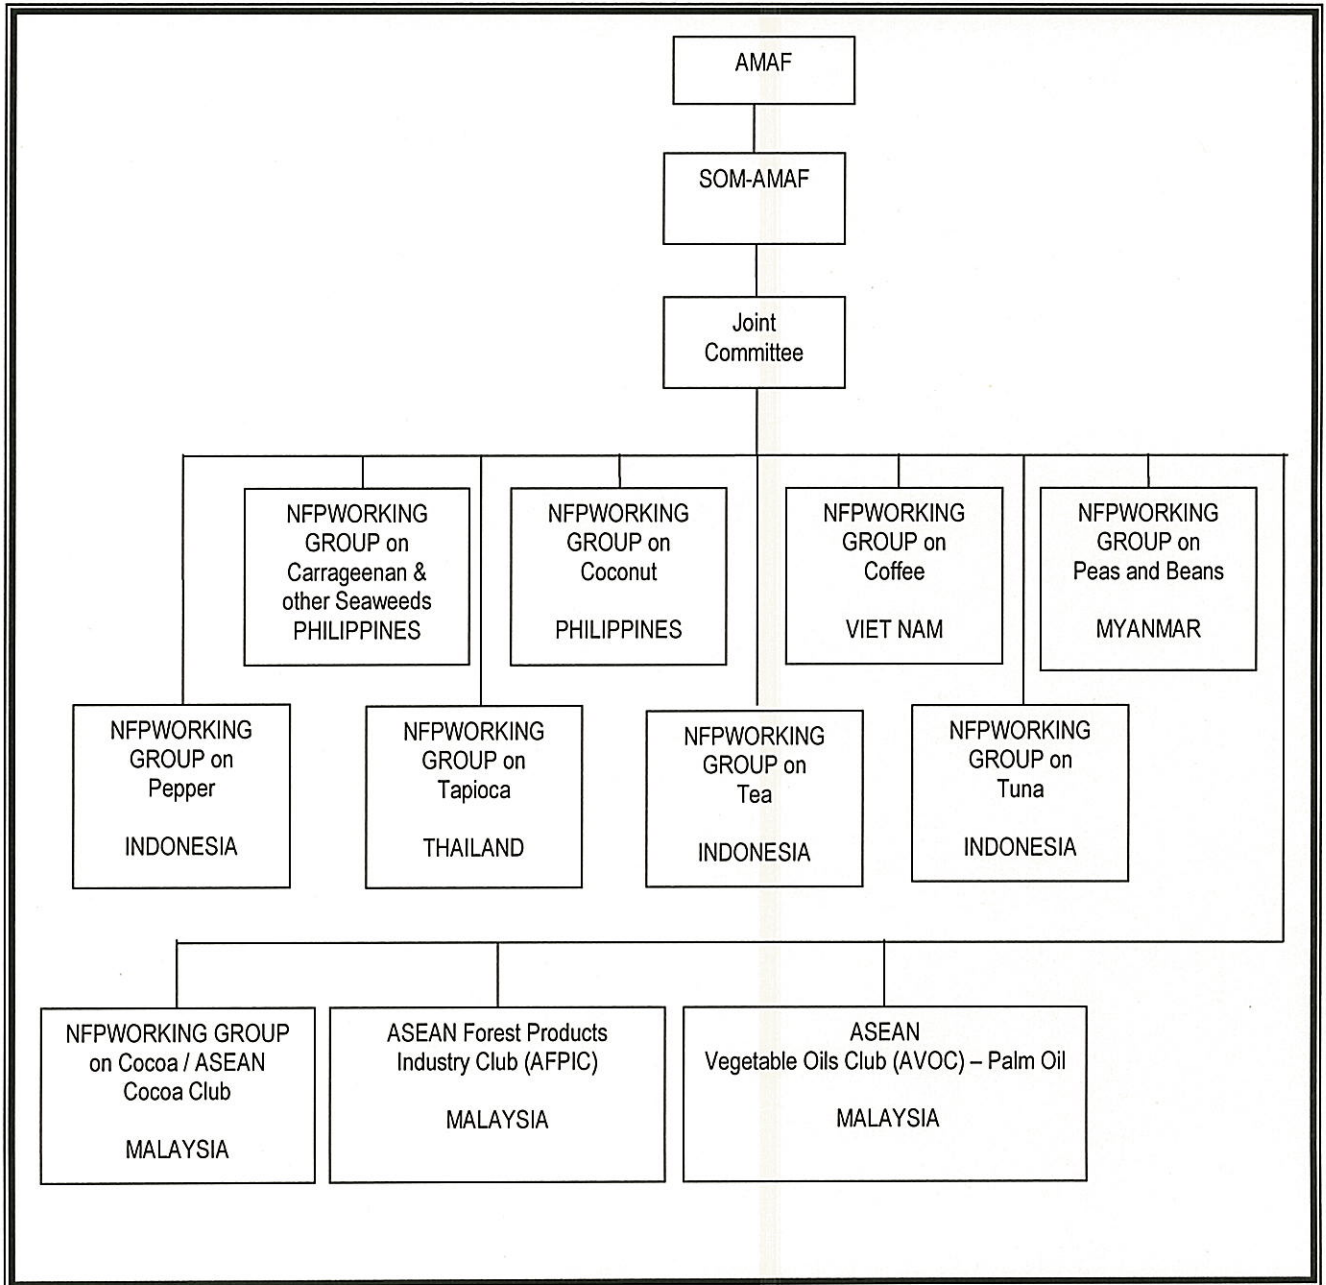 AMAF
SOM-AMAF
Joint
Committee
NFPWORKING
GROUP on
Carrageenan &
other Seaweeds
PHILIPPINES
NFPWORKING
GROUP on
Coconut
PHILIPPINES
NFPWORKING
GROUP on
Coffee
VIET NAM
NFPWORKING
GROUP on
Peas and Beans
MYANMAR
NFPWORKING
GROUP on
Pepper
INDONESIA
NFPWORKING
GROUP on
Tapioca
THAILAND
NFPWORKING
GROUP on
Tea
INDONESIA
NFPWORKING
GROUP on
Tuna
INDONESIA
NFPWORKING GROUP
on Cocoa / ASEAN
Cocoa Club
MALAYSIA
ASEAN Forest Products
Industry Club (AFPIC)
MALAYSIA
ASEAN
Vegetable Oils Club (AVOC) – Palm Oil
MALAYSIA